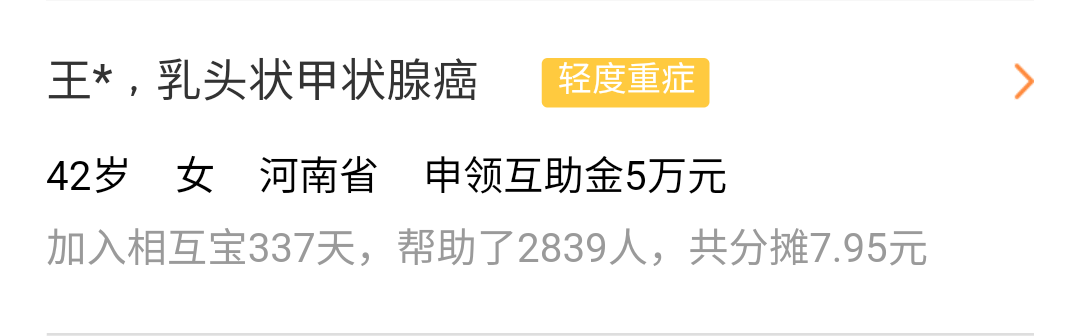 王*，乳头状甲状腺癌 轻度重症
42岁 女 河南省 申领互助金5万元
加入相互宝337天，帮助了2839人，共分摊7.95元